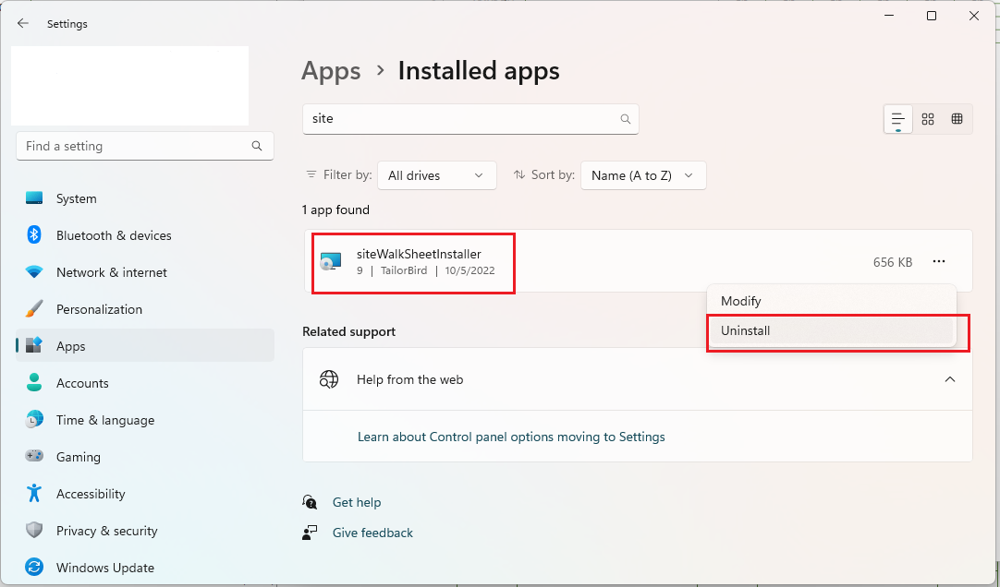 Settings
Apps > Installed apps
site
Find a setting
Filter by: All drives Sort by: Name (A to Z)
1 app found
System
Bluetooth & devices
Network & internet
Personalization
Apps
Accounts
Time & language
Gaming
Accessibility
Privacy & security
Windows Update
siteWalkSheetInstaller
9 | TailorBird | 10/5/2022
656 KB
Modify
Uninstall
Related support
Help from the web
Learn about Control panel options moving to Settings
Get help
Give feedback